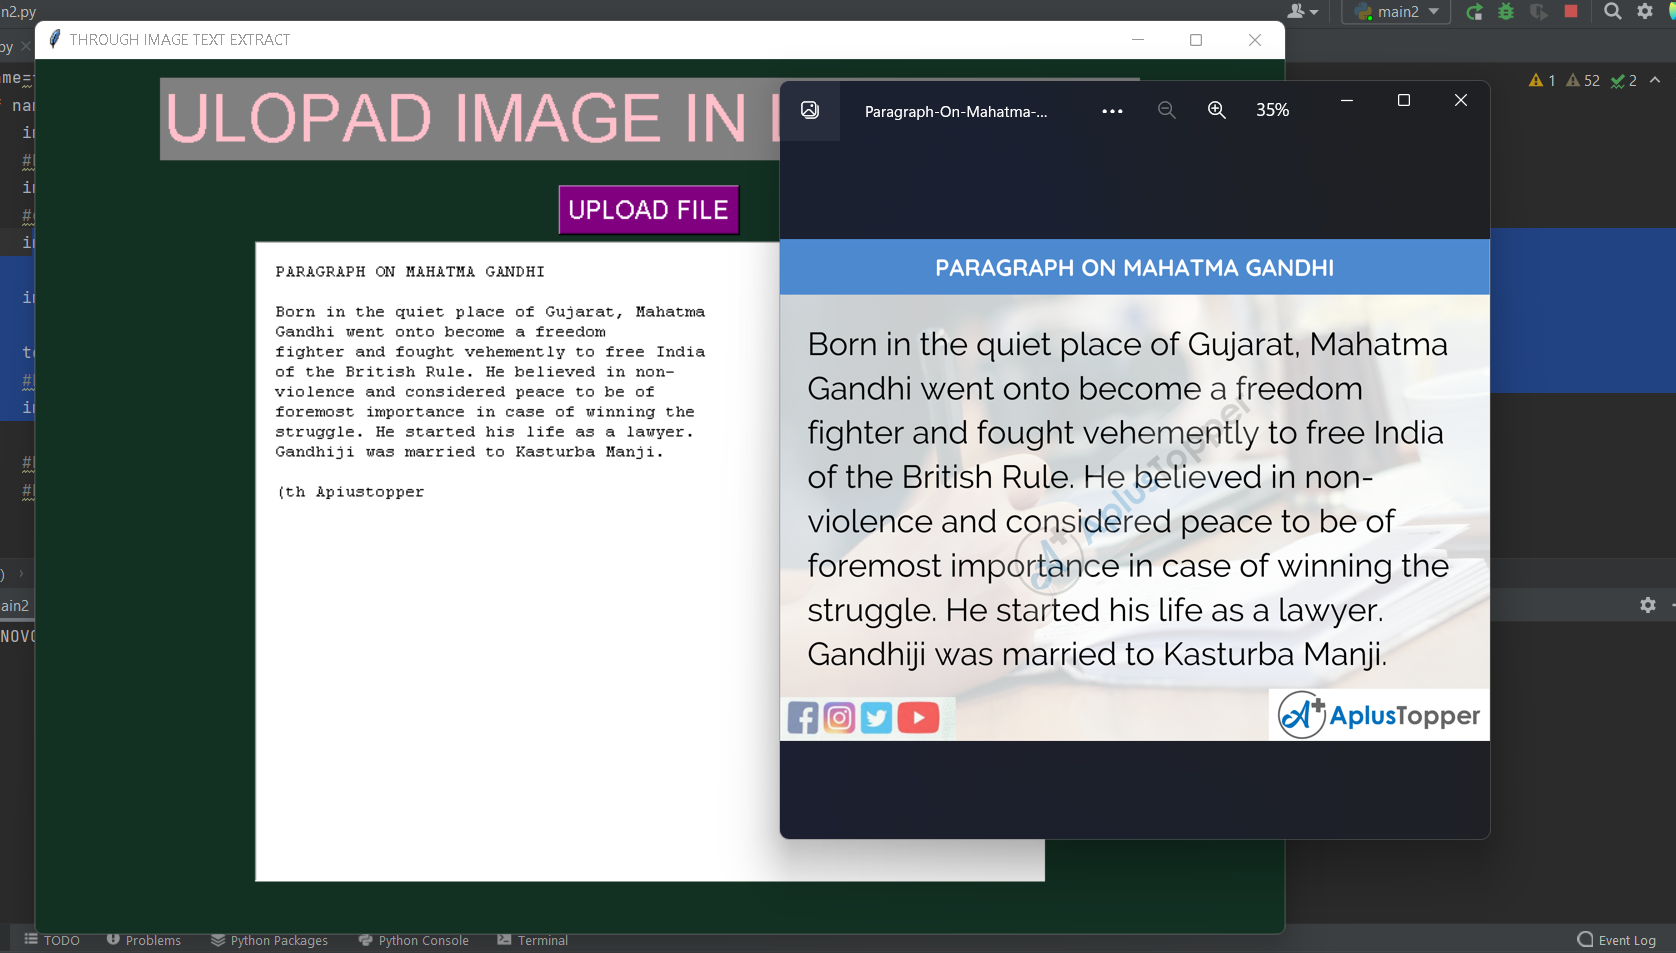 n2.py
main2
py
THROUGH IMAGE TEXT EXTRACT
1 52 2
ULOPAD IMAGE IN
UPLOAD FILE
PARAGRAPH ON MAHATMA GANDHI
Born in the quiet place of Gujarat, Mahatma
Gandhi went onto become a freedom
fighter and fought vehemently to free India
of the British Rule. He believed in non-
violence and considered peace to be of
foremost importance in case of winning the
struggle. He started his life as a lawyer.
Gandhiji was married to Kasturba Manji.
(th Apiustopper
Paragraph-On-Mahatma-...
35%
PARAGRAPH ON MAHATMA GANDHI
Born in the quiet place of Gujarat, Mahatma
Gandhi went onto become a freedom
fighter and fought vehemently to free India
of the British Rule. He believed in non-
violence and considered peace to be of
foremost importance in case of winning the
struggle. He started his life as a lawyer.
Gandhiji was married to Kasturba Manji.
AplusTopper
AplusTopper
ain2
NOVO
TODO Problems Python Packages Python Console Terminal Event Log